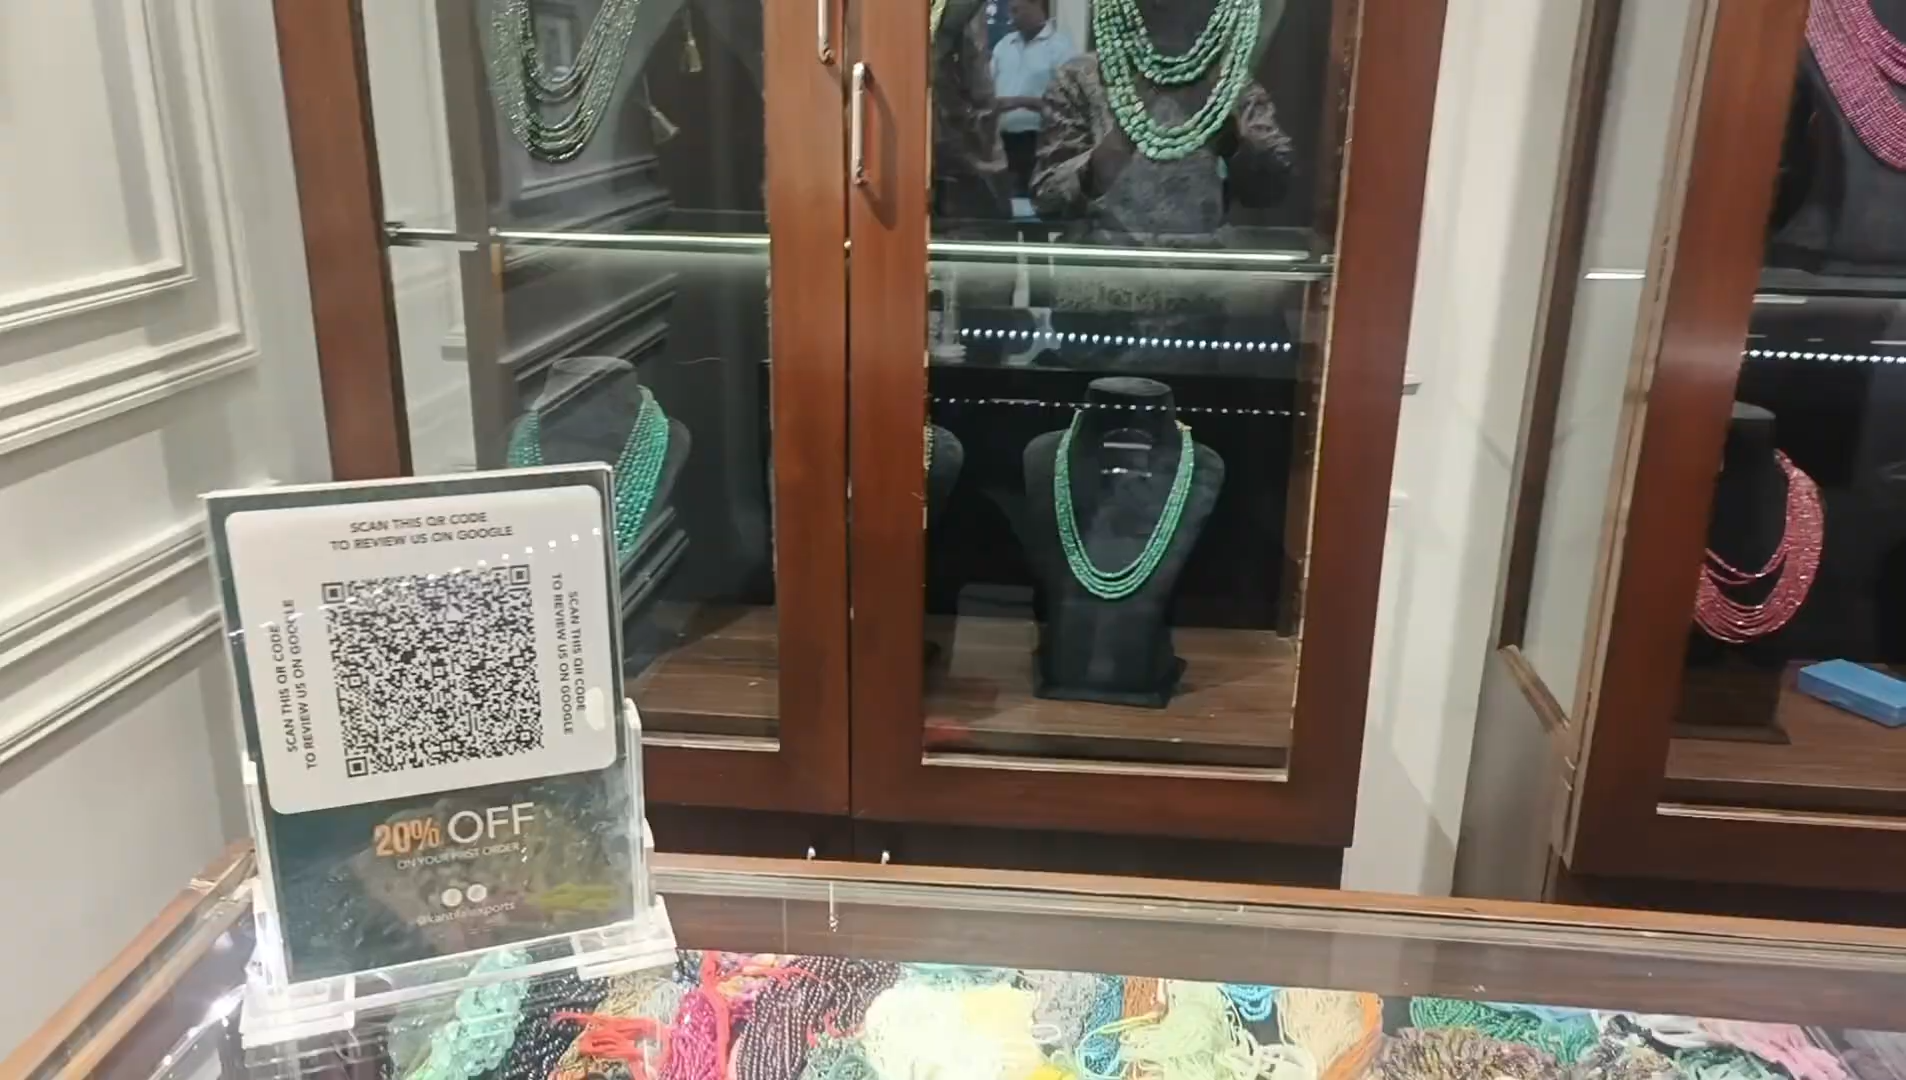 SCAN THIS QR CODE
TO REVIEW US ON GOOGLE
SCAN THIS QR CODE
TO REVIEW US ON GOOGLE
SCAN THIS QR CODE
TO REVIEW US ON GOOGLE
20% OFF
ON YOUR FIRST ORDER
@kantilalexports